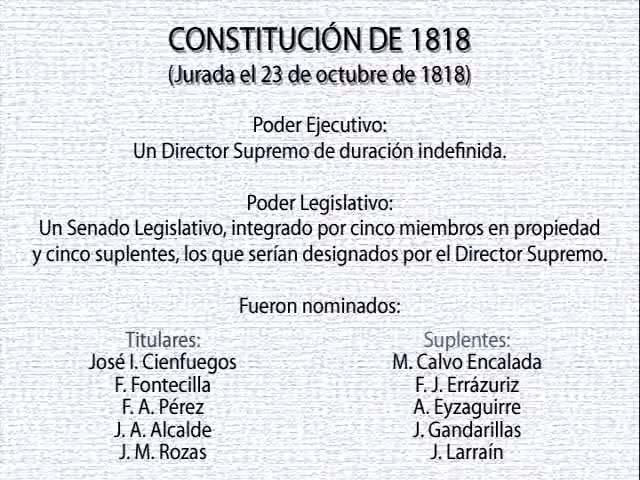 CONSTITUCIÓN DE 1818
(Jurada el 23 de octubre de 1818)
Poder Ejecutivo:
Un Director Supremo de duración indefinida.
Poder Legislativo:
Un Senado Legislativo, integrado por cinco miembros en propiedad
y cinco suplentes, los que serían designados por el Director Supremo.
Fueron nominados:
Titulares:
José I. Cienfuegos
F. Fontecilla
F. A. Pérez
J. A. Alcalde
J. M. Rozas
Suplentes:
M. Calvo Encalada
F. J. Errázuriz
A. Eyzaguirre
J. Gandarillas
J. Larraín